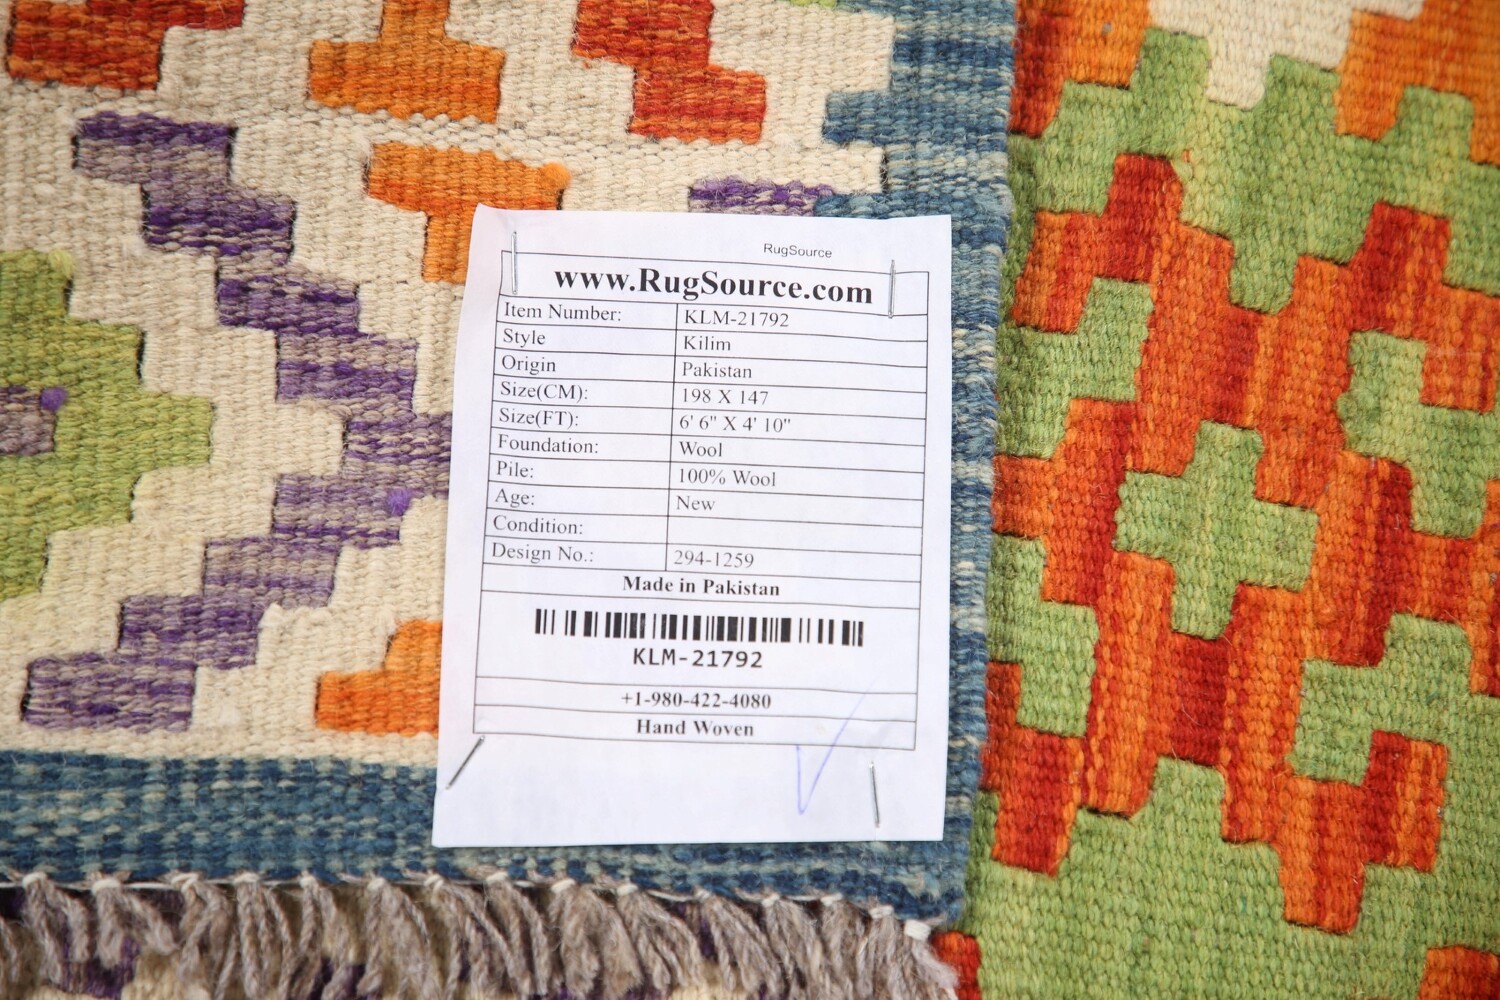 RugSource
www.RugSource.com
Item Number: KLM-21792
Style Kilim
Origin Pakistan
Size(CM): 198 X 147
Size(FT): 6' 6" X 4' 10"
Foundation: Wool
Pile: 100% Wool
Age: New
Condition:
Design No.: 294-1259
Made in Pakistan
KLM-21792
+1-980-422-4080
Hand Woven